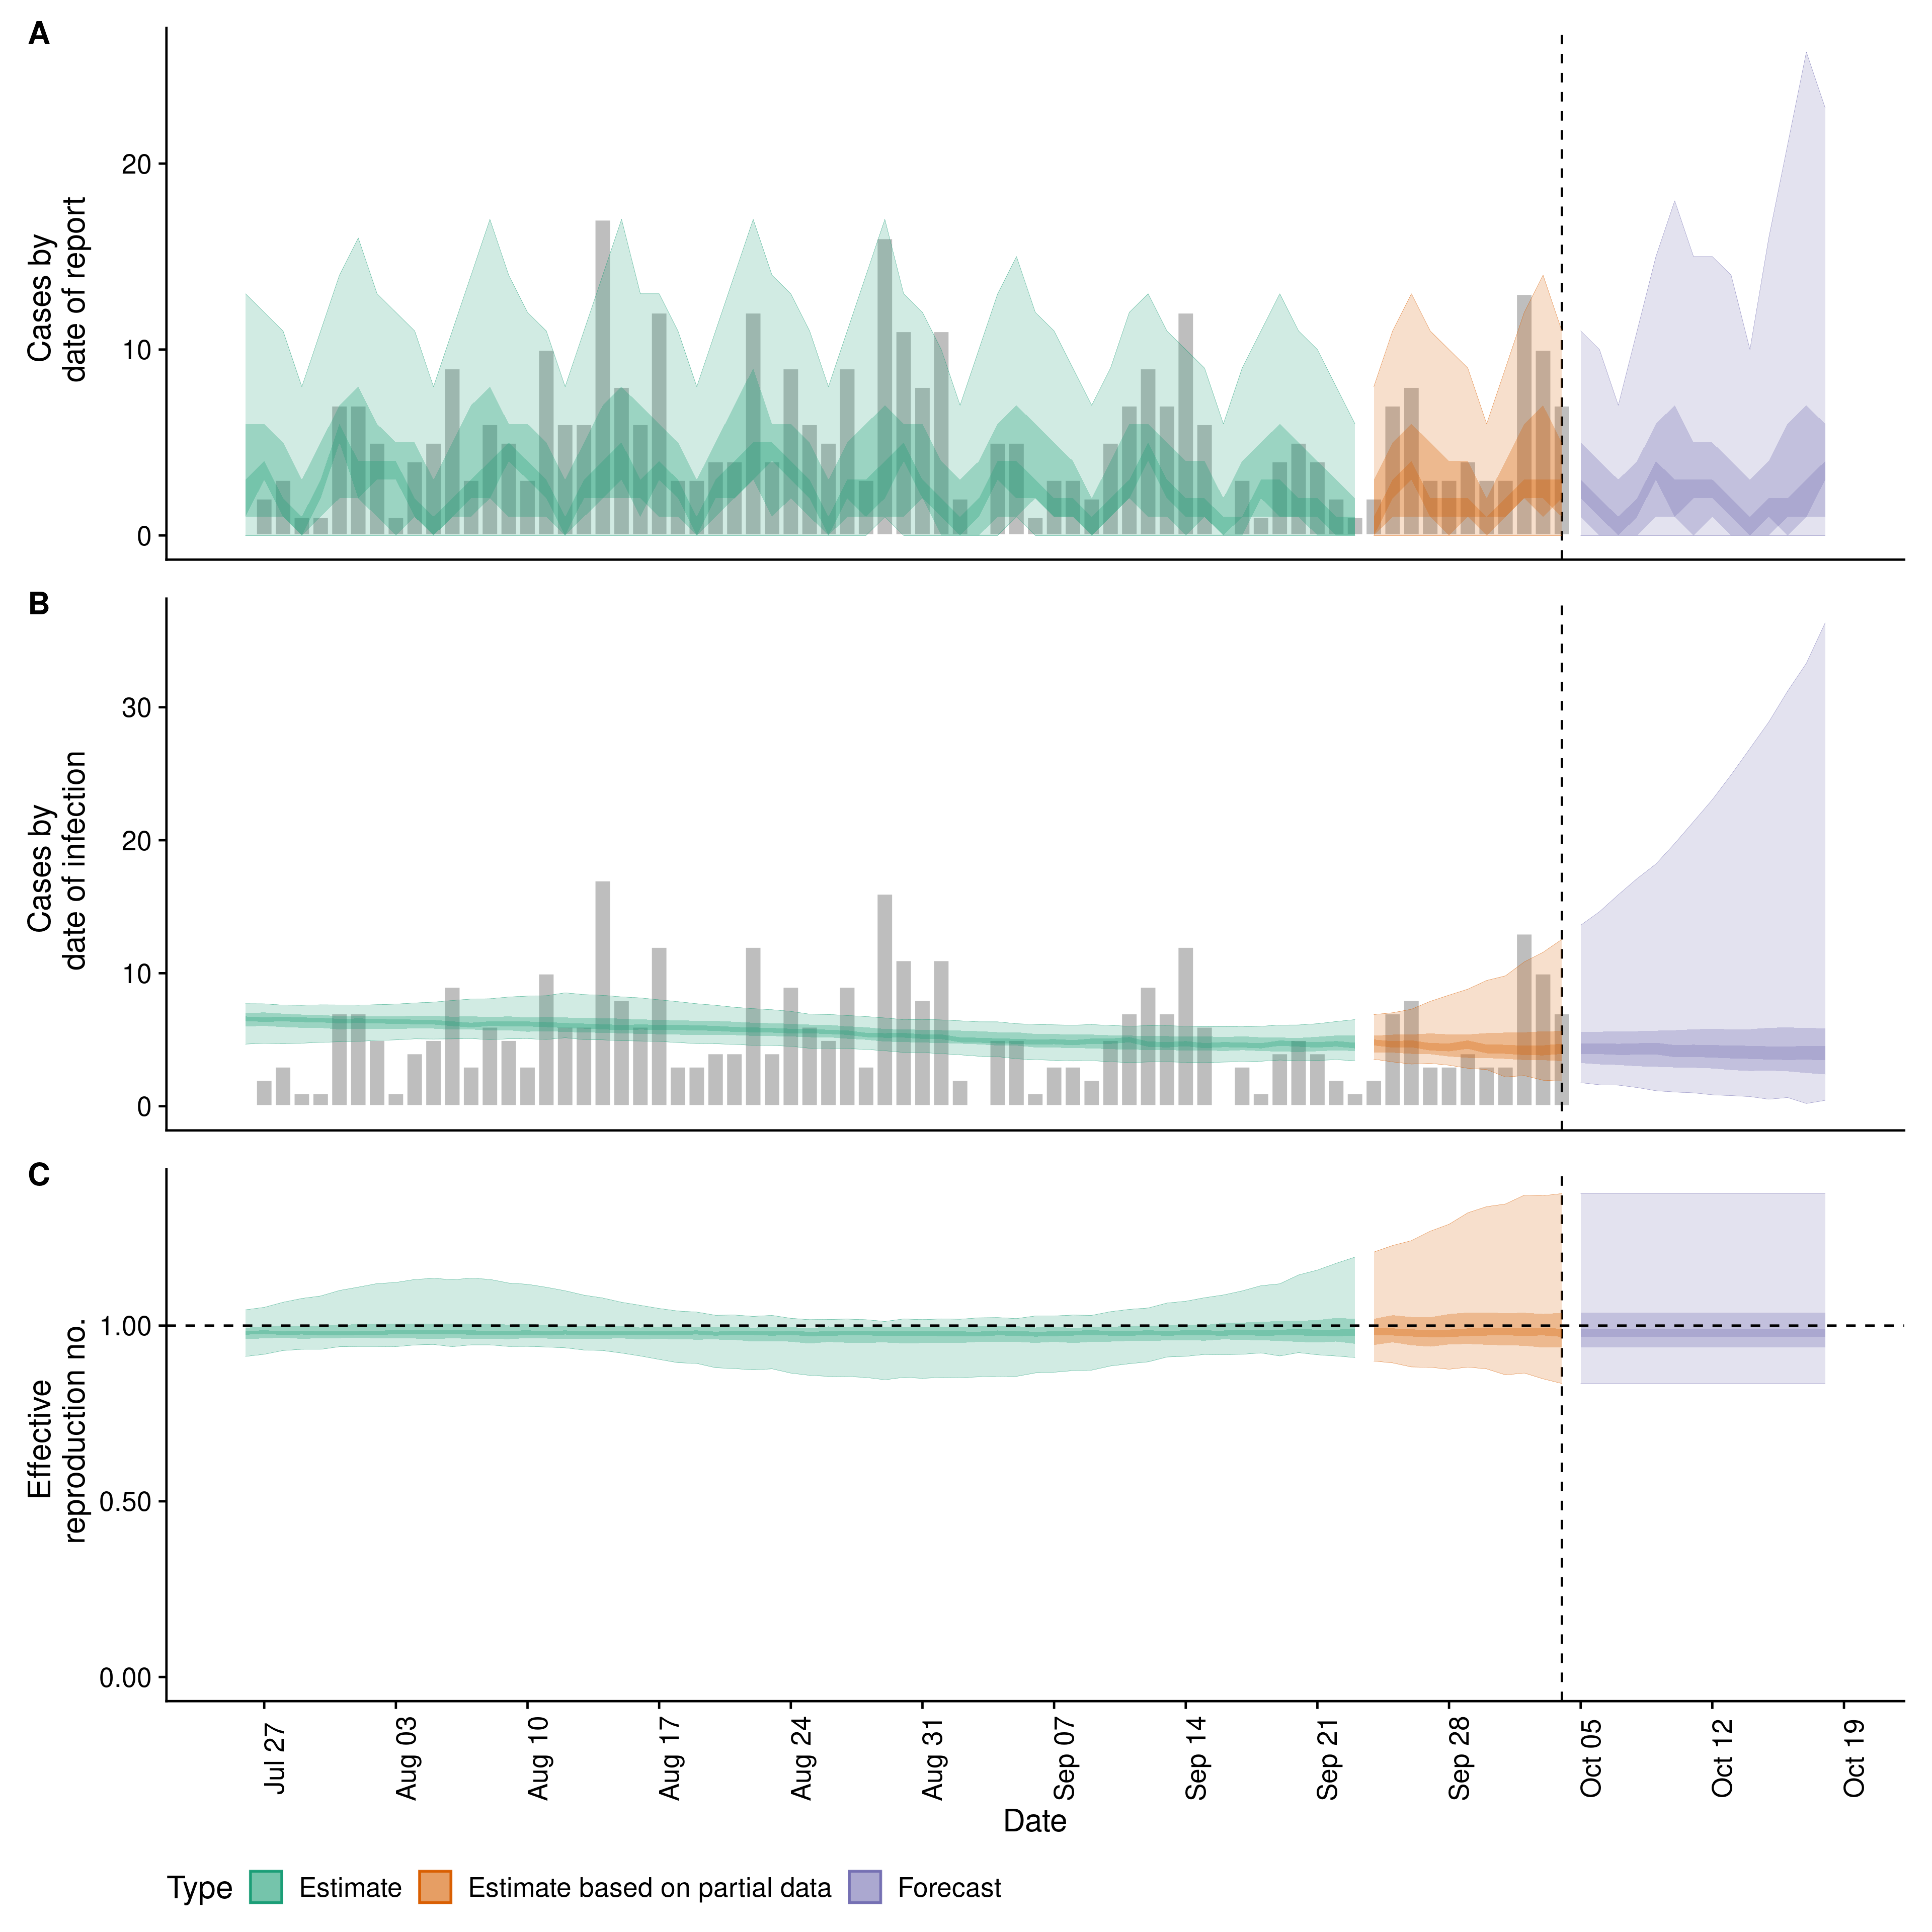 A
Cases by
date of report
20
10
0
B
Cases by
date of infection
30
20
10
0
C
Effective
reproduction no.
1.00
0.50
0.00
Jul 27
Aug 03
Aug 10
Aug 17
Aug 24
Aug 31
Sep 07
Sep 14
Sep 21
Sep 28
Oct 05
Oct 12
Oct 19
Date
Type Estimate Estimate based on partial data Forecast